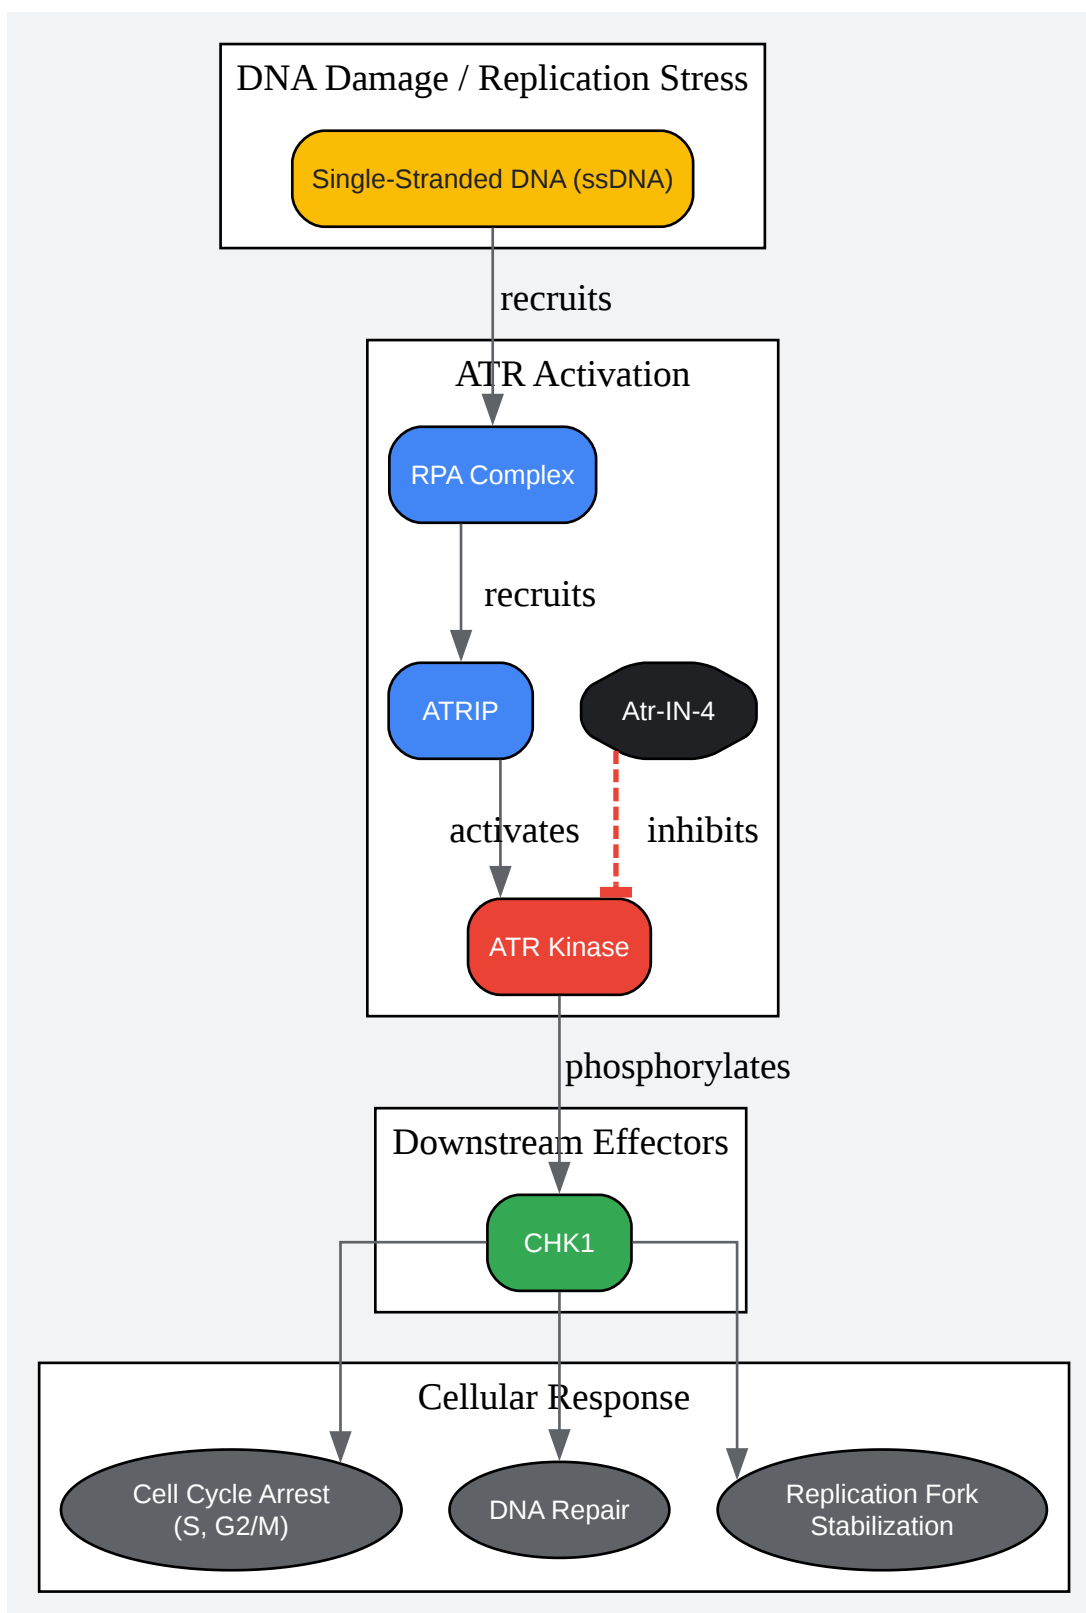 DNA Damage / Replication Stress
Single-Stranded DNA (ssDNA)
recruits
ATR Activation
RPA Complex
recruits
ATRIP
Atr-IN-4
activates
inhibits
ATR Kinase
phosphorylates
Downstream Effectors
CHK1
Cellular Response
Cell Cycle Arrest
(S, G2/M)
DNA Repair
Replication Fork
Stabilization